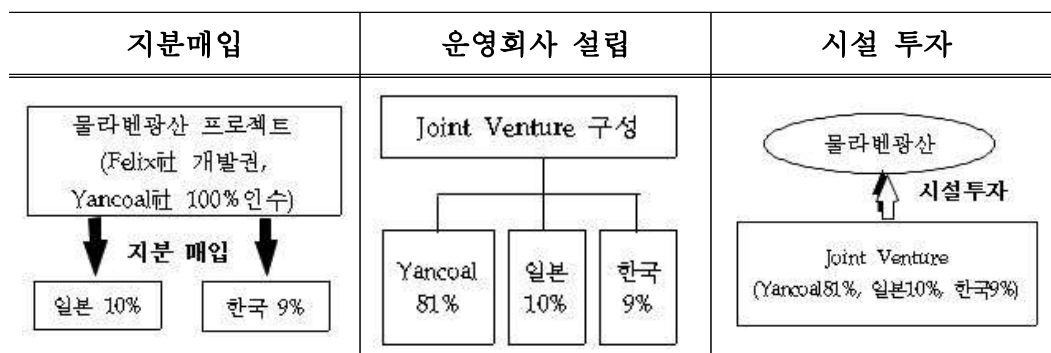 지분매입
운영회사 설립
시설 투자
물라벤광산 프로젝트
(Felix社 개발권,
Yancoal社 100%인수)
지분 매입
일본 10%
한국 9%
Joint Venture 구성
Yancoal
81%
일본
10%
한국
9%
물라벤광산
시설투자
Joint Venture
(Yancoal81%, 일본10%, 한국9%)